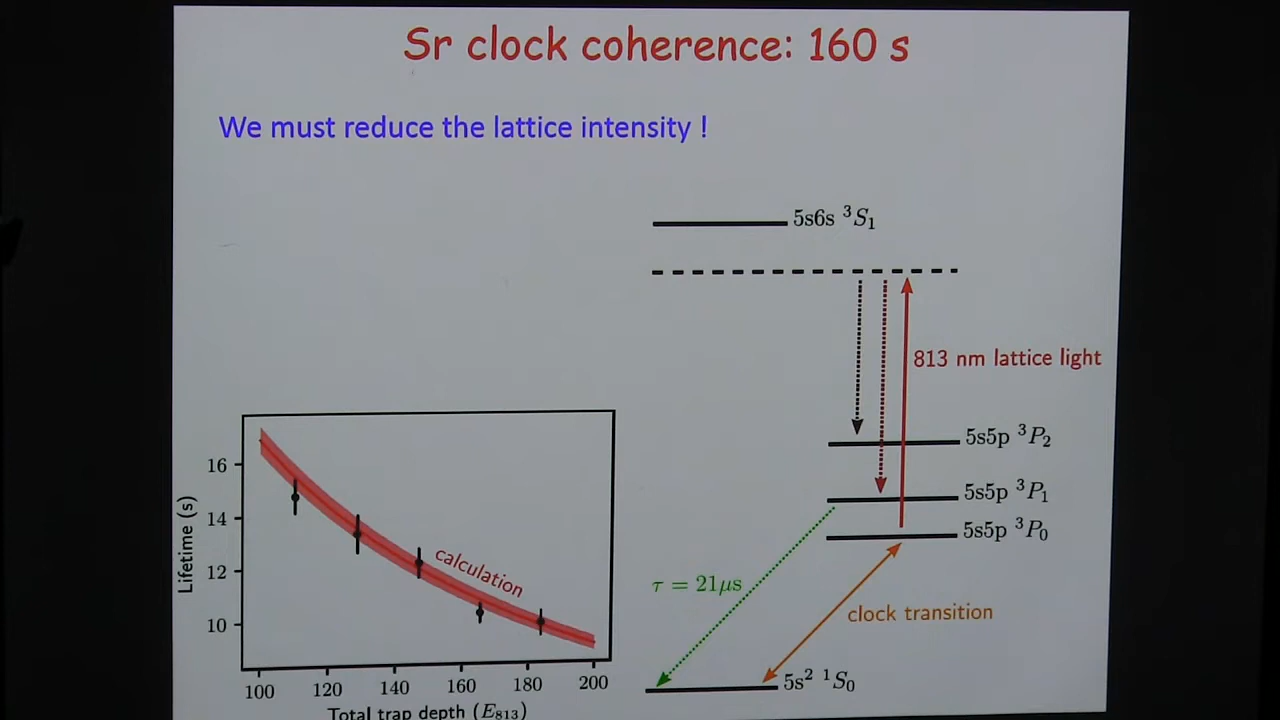 Sr clock coherence: 160 s
We must reduce the lattice intensity !
5s6s ³S₁
813 nm lattice light
5s5p ³P₂
5s5p ³P₁
5s5p ³P₀
τ = 21μs
clock transition
5s² ¹S₀
Lifetime (s)
16
14
12
10
calculation
100 120 140 160 180 200
Total trap depth (E₈₁₃)